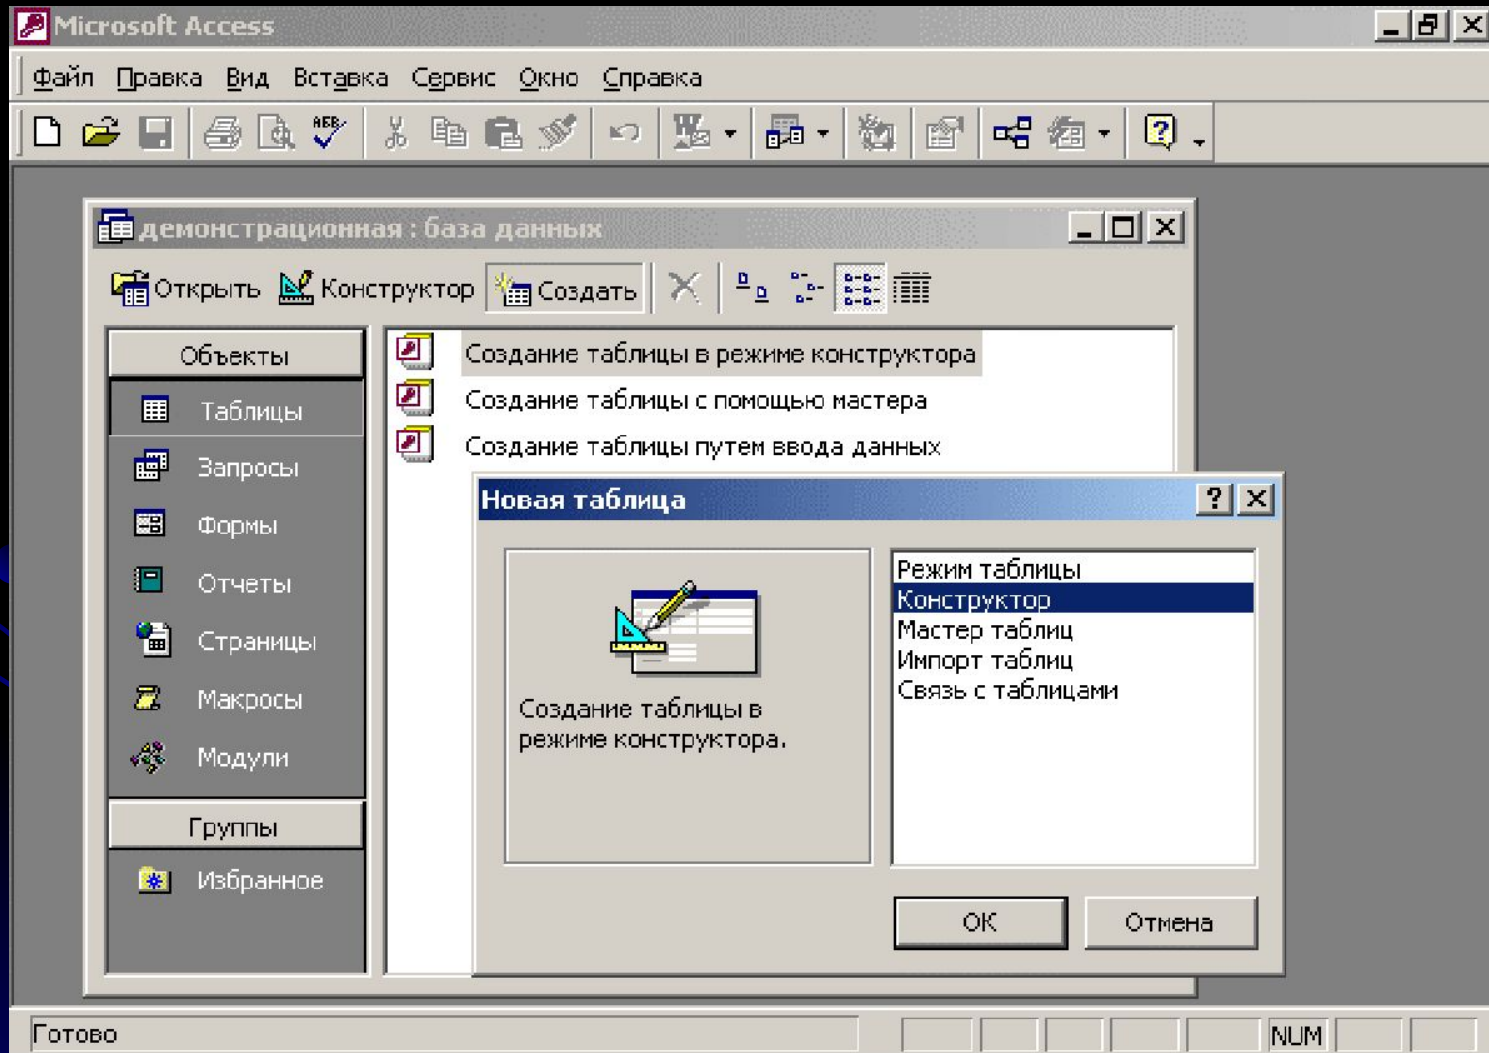 Microsoft Access
Файл Правка Вид Вставка Сервис Окно Справка
АБВ
демонстрационная : база данных
Открыть Конструктор Создать
Объекты
Таблицы
Запросы
Формы
Отчеты
Страницы
Макросы
Модули
Группы
Избранное
Создание таблицы в режиме конструктора
Создание таблицы с помощью мастера
Создание таблицы путем ввода данных
Новая таблица
Создание таблицы в
режиме конструктора.
Режим таблицы
Конструктор
Мастер таблиц
Импорт таблиц
Связь с таблицами
ОК Отмена
Готово NUM